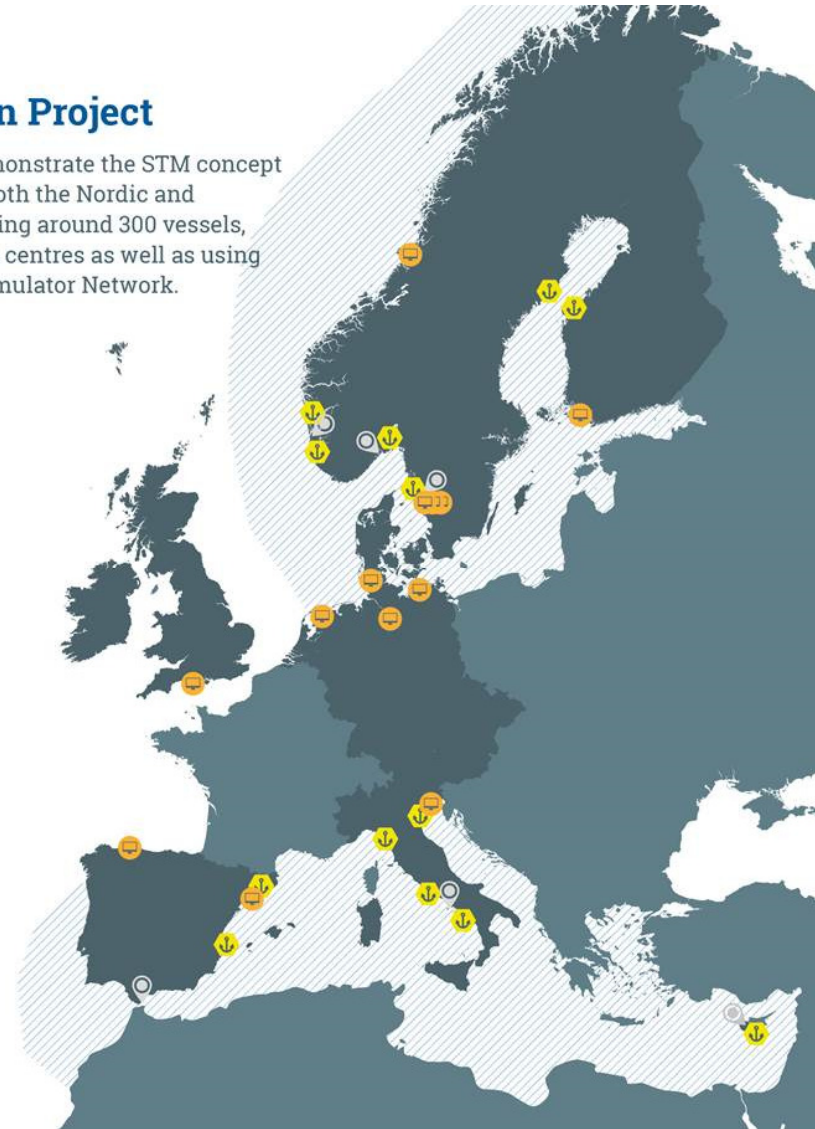 n Project
nonstrate the STM concept
oth the Nordic and
ing around 300 vessels,
centres as well as using
mulator Network.